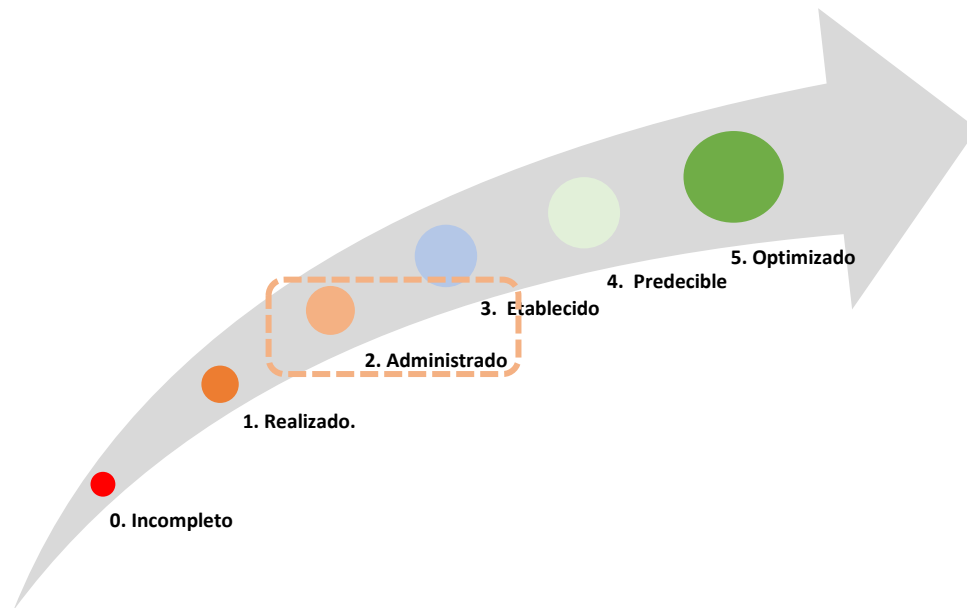 5. Optimizado
4. Predecible
3. Etablecido
2. Administrado
1. Realizado.
0. Incompleto